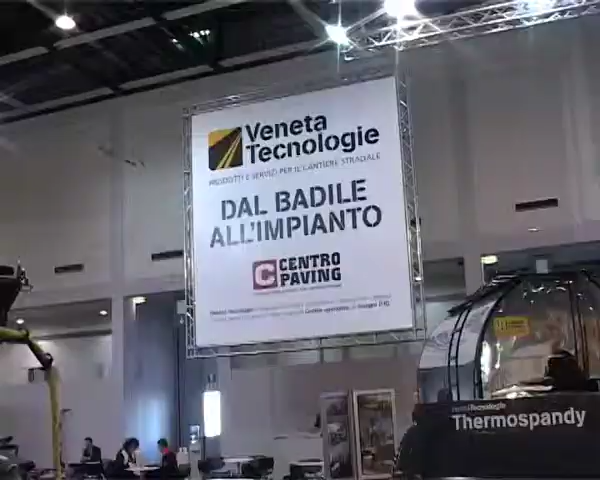 Veneta
Tecnologie
PRODOTTI E SERVIZI PER IL CANTIERE STRADALE
DAL BADILE
ALL'IMPIANTO
C CENTRO
PAVING
Thermospandy